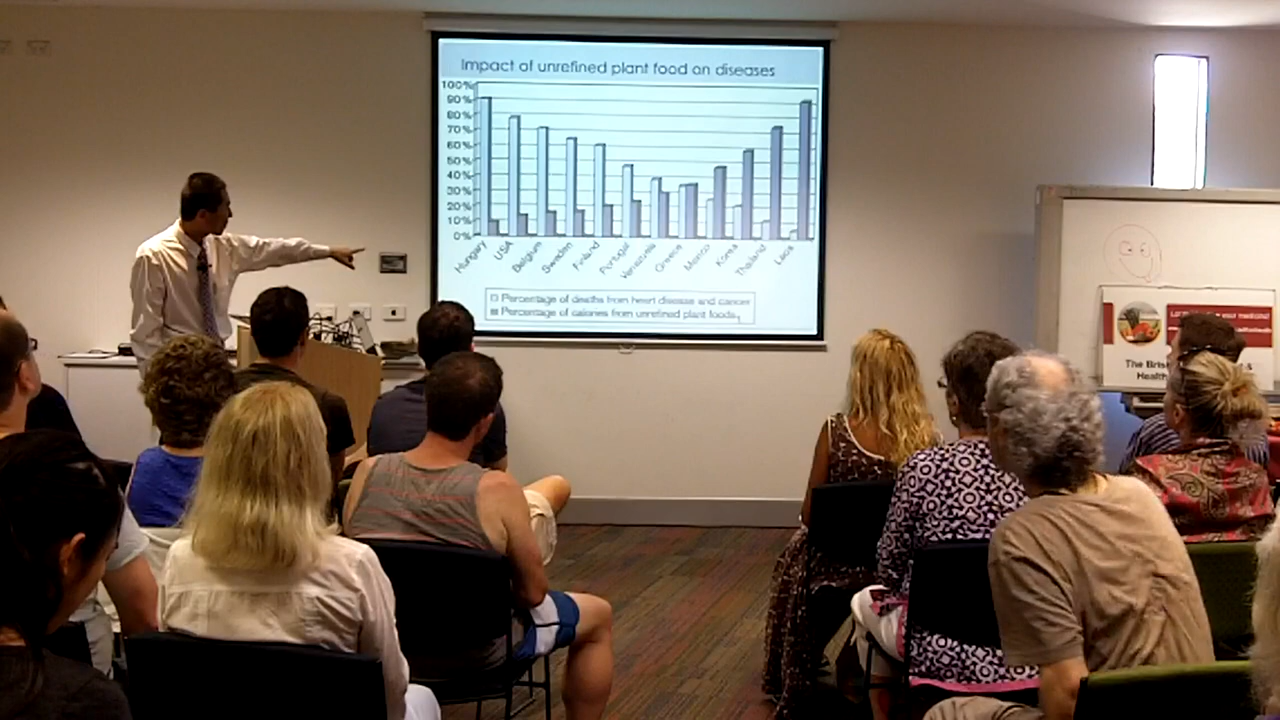 Impact of unrefined plant food on diseases
100%
90%
80%
70%
60%
50%
40%
30%
20%
10%
0%
Hungary
USA
Belgium
Sweden
Finland
Portugal
Venezuela
Greece
Mexico
Korea
Thailand
Laos
Percentage of deaths from heart disease and cancer
Percentage of calories from unrefined plant foods
your medicine!
The Bris
Health